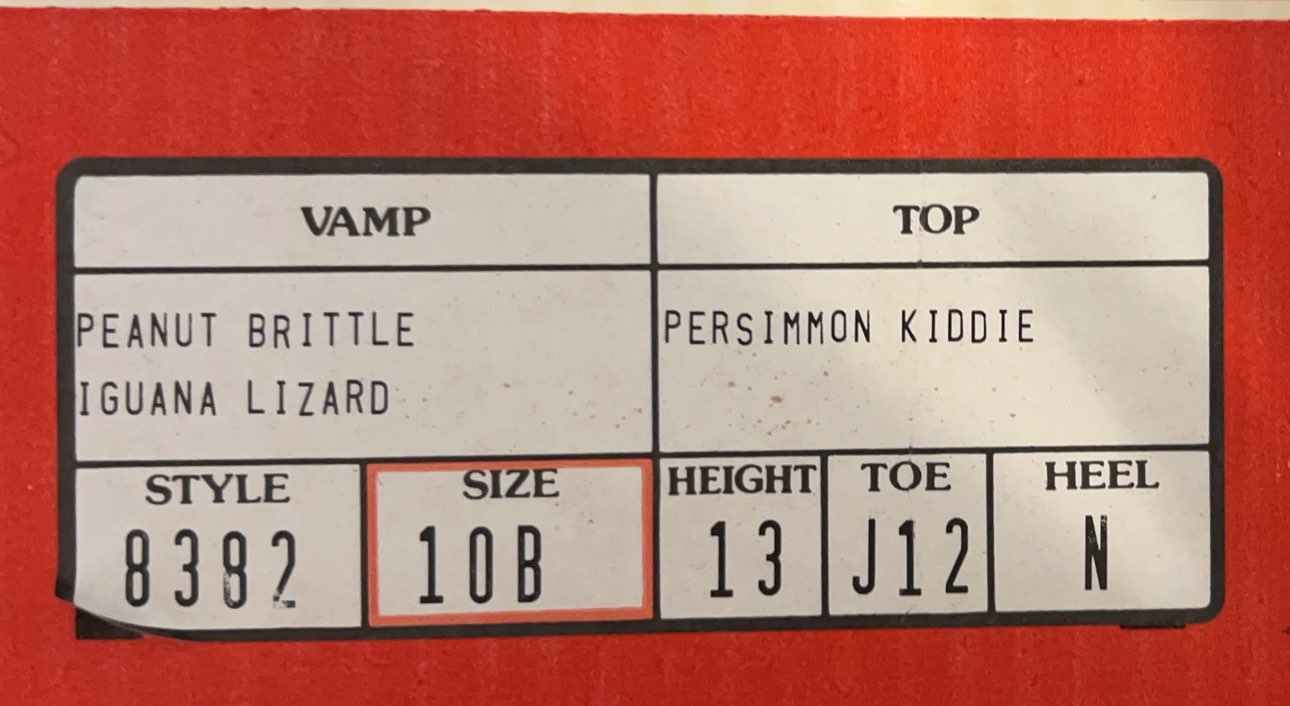 VAMP TOP
PEANUT BRITTLE PERSIMMON KIDDIE
IGUANA LIZARD
STYLE SIZE HEIGHT TOE HEEL
8382 10B 13 J12 N